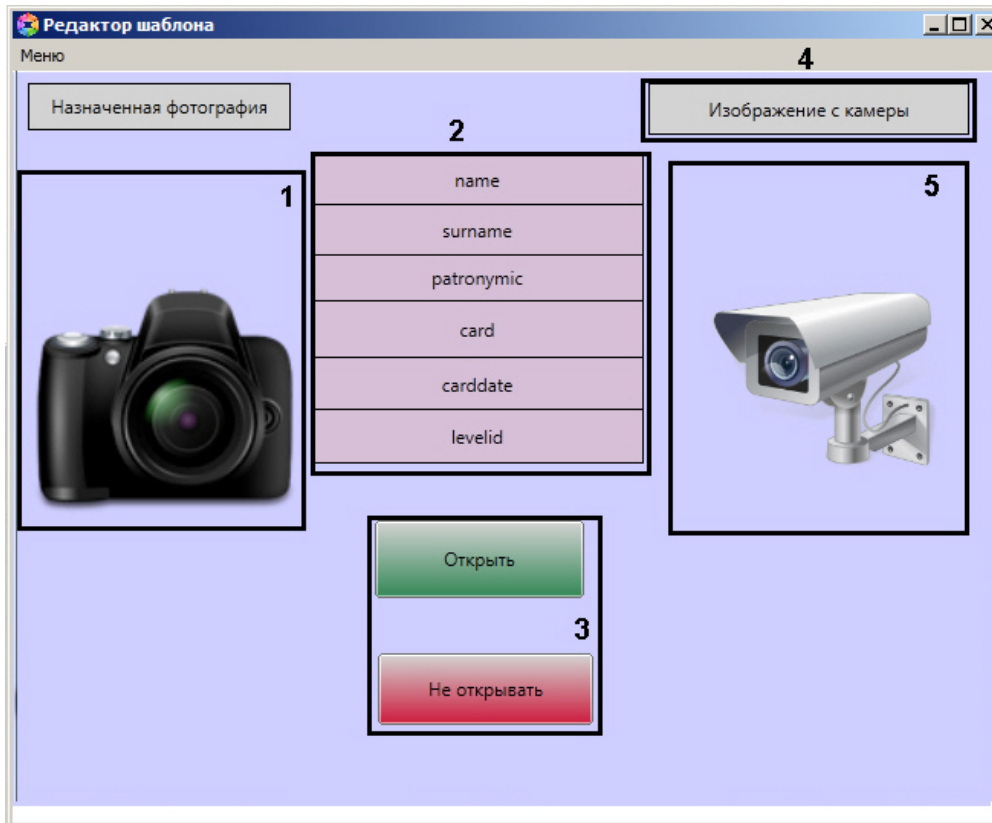 Редактор шаблона
Меню
4
Назначенная фотография
Изображение с камеры
2
1
name
5
surname
patronymic
card
carddate
levelid
Открыть
3
Не открывать